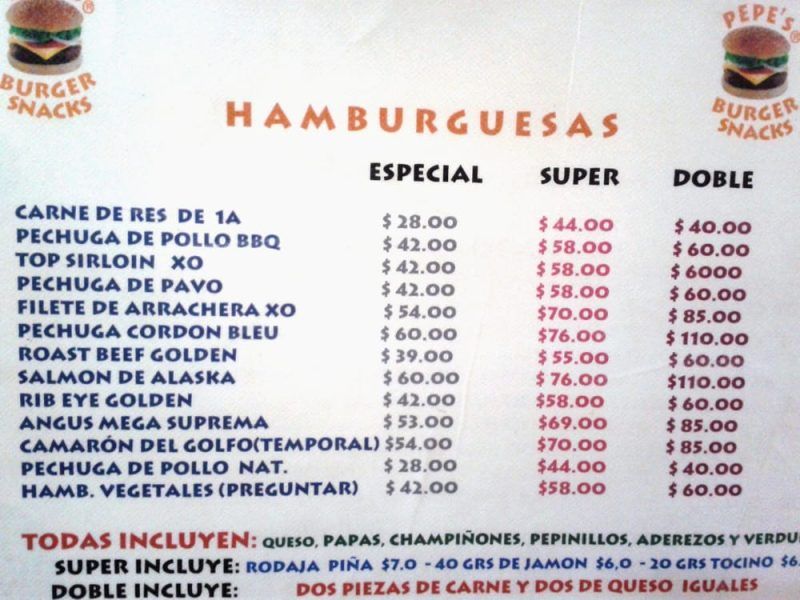 PEPE'S
BURGER
SNACKS
®
BURGER
SNACKS
HAMBURGUESAS
ESPECIAL SUPER DOBLE
CARNE DE RES DE 1A $ 28.00 $ 44.00 $ 40.00
PECHUGA DE POLLO BBQ $ 42.00 $ 58.00 $ 60.00
TOP SIRLOIN XO $ 42.00 $ 58.00 $ 6000
PECHUGA DE PAVO $ 42.00 $ 58.00 $ 60.00
FILETE DE ARRACHERA XO $ 54.00 $70.00 $ 85.00
PECHUGA CORDON BLEU $ 60.00 $76.00 $ 110.00
ROAST BEEF GOLDEN $ 39.00 $ 55.00 $ 60.00
SALMON DE ALASKA $ 60.00 $ 76.00 $110.00
RIB EYE GOLDEN $ 42.00 $58.00 $ 60.00
ANGUS MEGA SUPREMA $ 53.00 $69.00 $ 85.00
CAMARÓN DEL GOLFO(TEMPORAL) $54.00 $70.00 $ 85.00
PECHUGA DE POLLO NAT. $ 28.00 $44.00 $ 40.00
HAMB. VEGETALES (PREGUNTAR) $ 42.00 $58.00 $ 60.00
TODAS INCLUYEN: QUESO, PAPAS, CHAMPIÑONES, PEPINILLOS, ADEREZOS Y VERDU
SUPER INCLUYE: RODAJA PIÑA $7.0 - 40 GRS DE JAMON $6,0 - 20 GRS TOCINO $6.
DOBLE INCLUYE: DOS PIEZAS DE CARNE Y DOS DE QUESO IGUALES